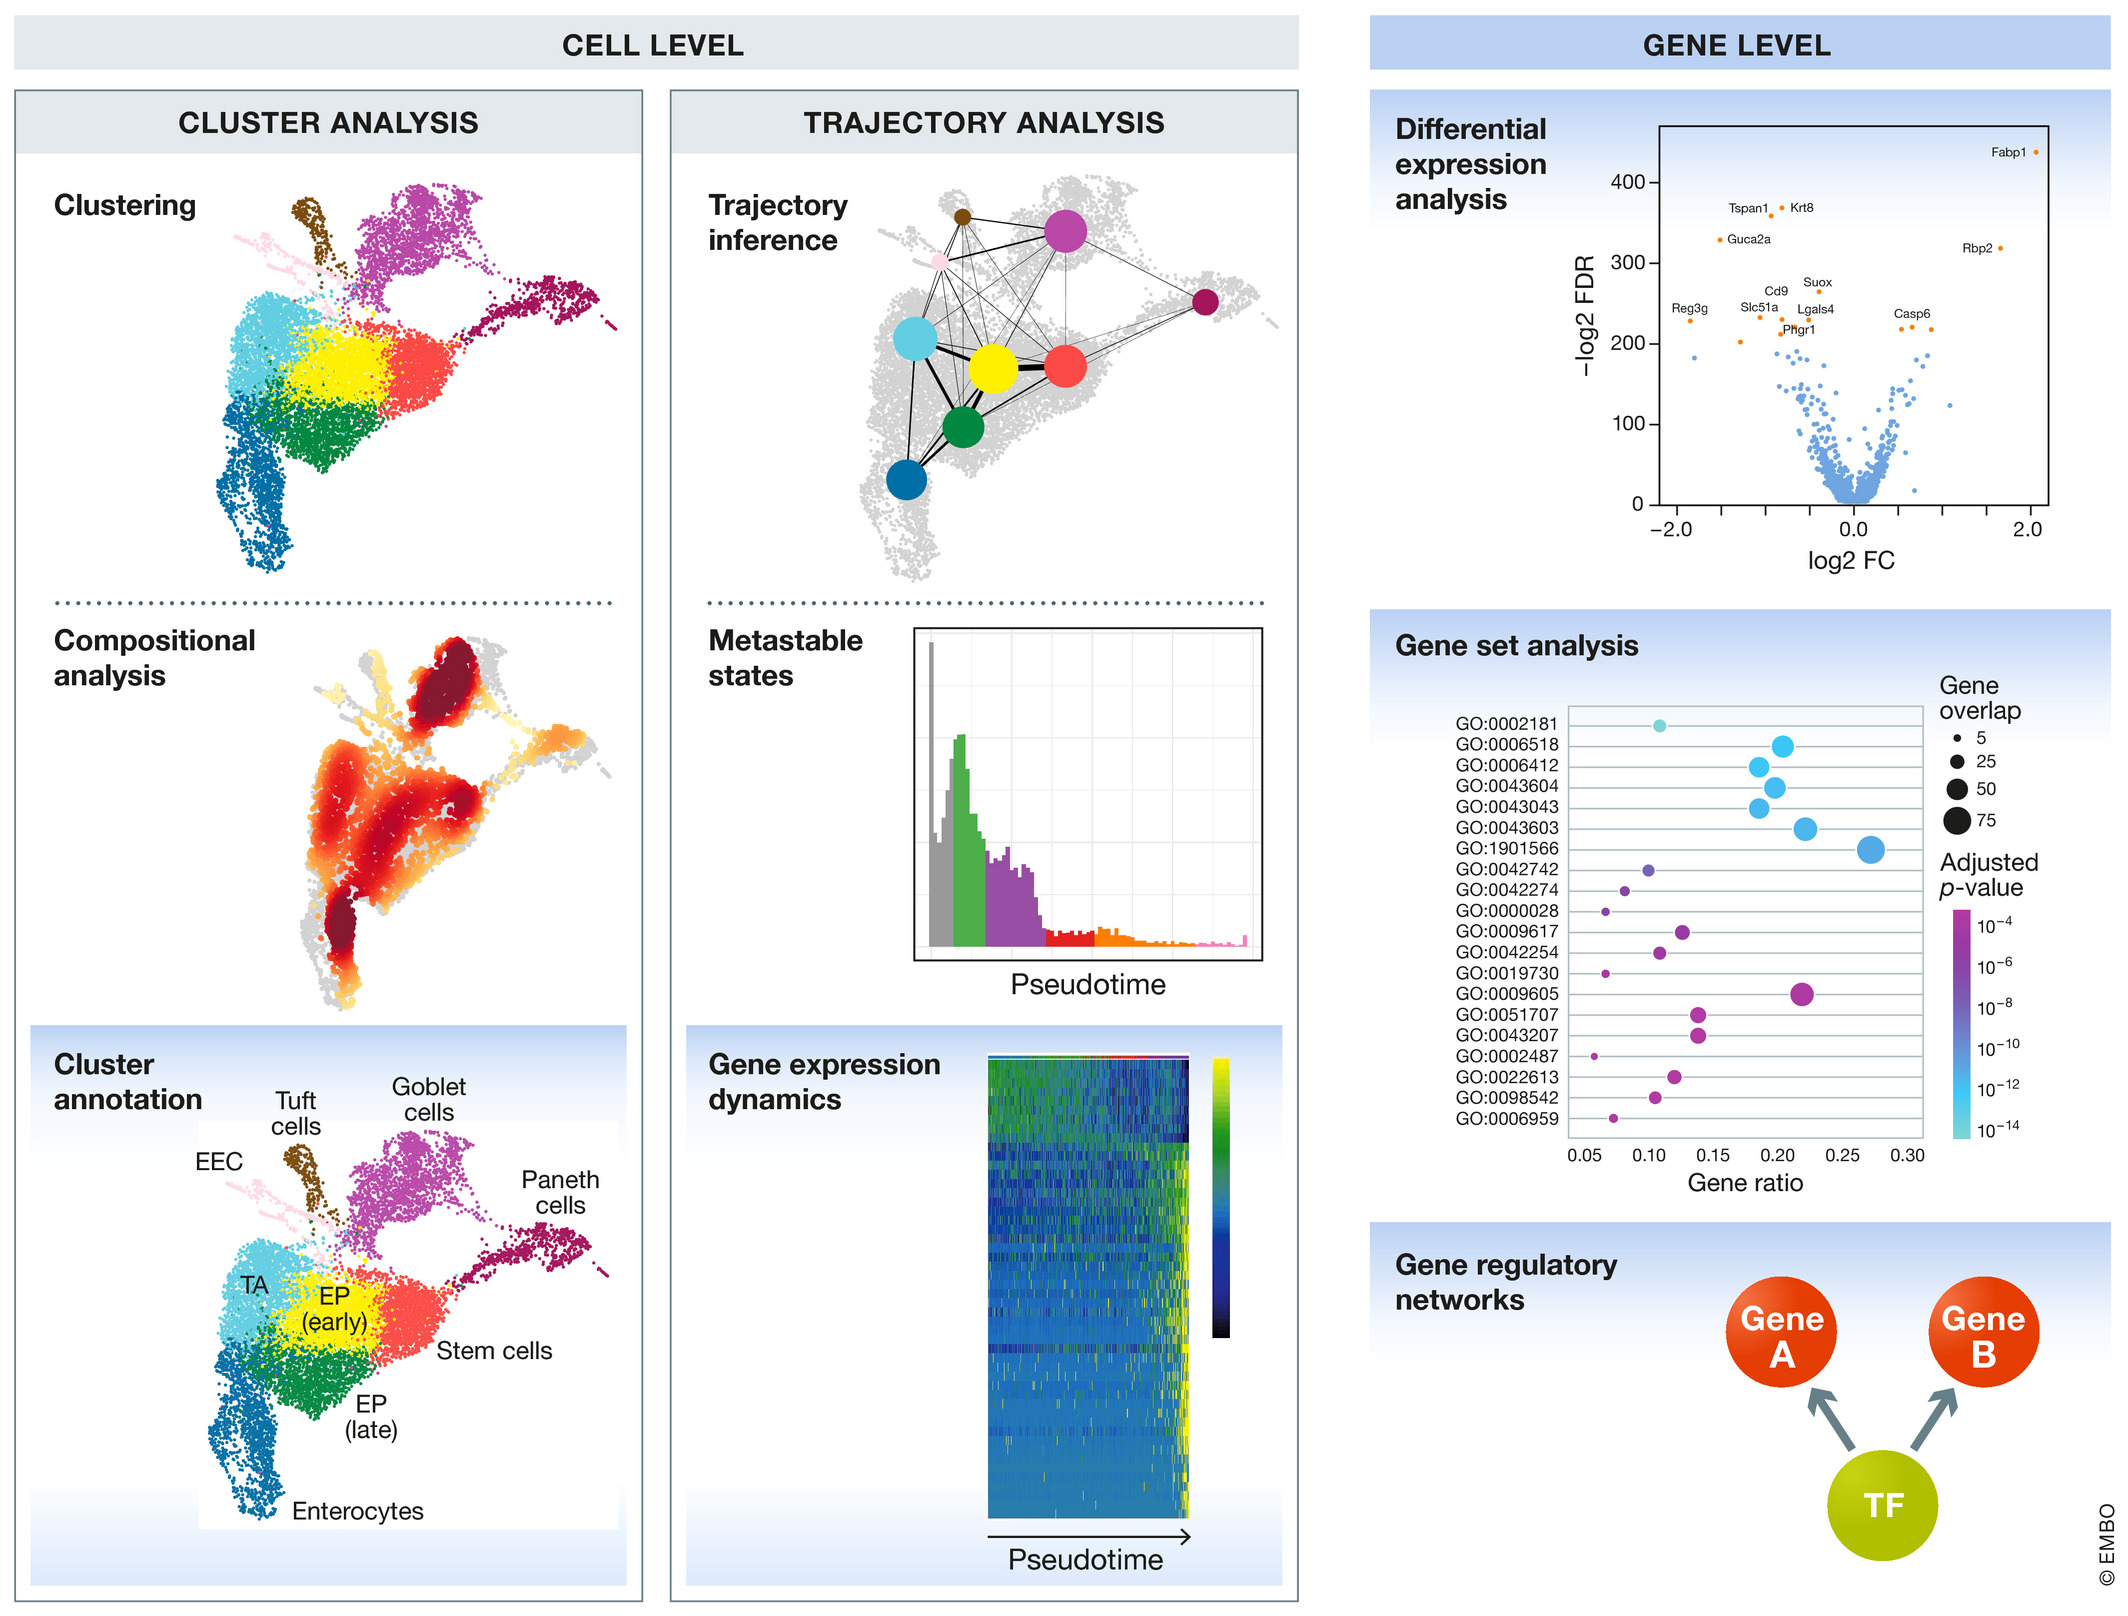 CELL LEVEL
CLUSTER ANALYSIS
Clustering
Compositional
analysis
Cluster
annotation
Tuft
cells
Goblet
cells
EEC
Paneth
cells
TA
EP
(early)
Stem cells
EP
(late)
Enterocytes
TRAJECTORY ANALYSIS
Trajectory
inference
Metastable
states
Pseudotime
Gene expression
dynamics
Pseudotime
GENE LEVEL
Differential
expression
analysis
−log2 FDR
400
300
200
100
0
Fabp1
Tspan1
Krt8
Guca2a
Rbp2
Suox
Cd9
Reg3g
Slc51a
Lgals4
Casp6
Phgr1
−2.0
0.0
2.0
log2 FC
Gene set analysis
GO:0002181
GO:0006518
GO:0006412
GO:0043604
GO:0043043
GO:0043603
GO:1901566
GO:0042742
GO:0042274
GO:0000028
GO:0009617
GO:0042254
GO:0019730
GO:0009605
GO:0051707
GO:0043207
GO:0002487
GO:0022613
GO:0098542
GO:0006959
0.05
0.10
0.15
0.20
0.25
0.30
Gene ratio
Gene
overlap
5
25
50
75
Adjusted
p-value
10−4
10−6
10−8
10−10
10−12
10−14
Gene regulatory
networks
Gene
A
Gene
B
TF
© EMBO